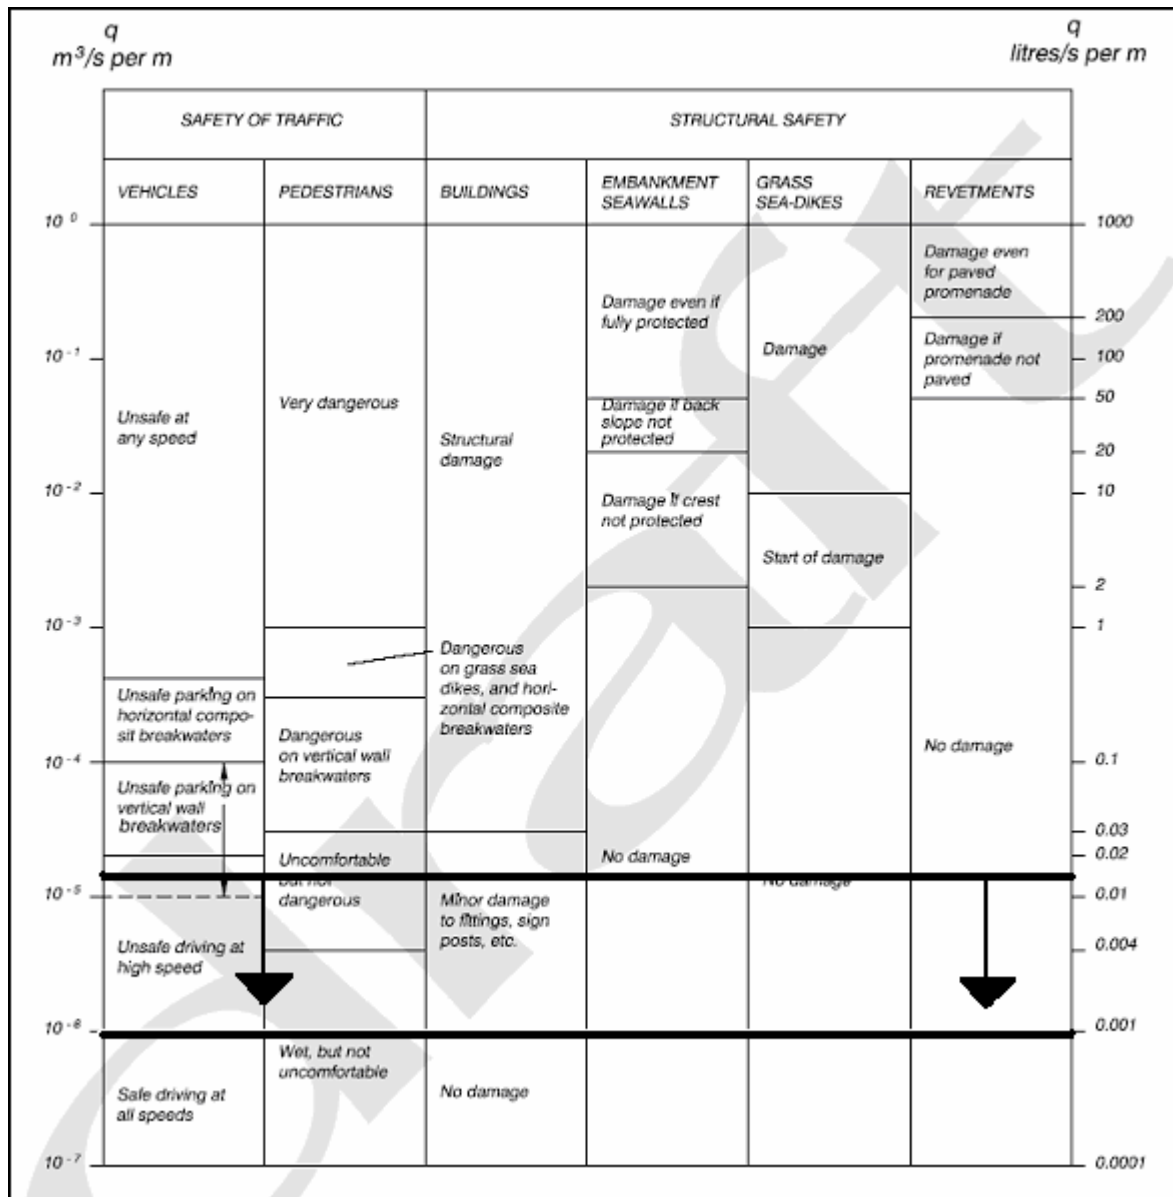 q
m³/s per m
q
litres/s per m
SAFETY OF TRAFFIC
STRUCTURAL SAFETY
VEHICLES
PEDESTRIANS
BUILDINGS
EMBANKMENT
SEAWALLS
GRASS
SEA-DIKES
REVETMENTS
10⁰
10⁻¹
10⁻²
10⁻³
10⁻⁴
10⁻⁵
10⁻⁶
10⁻⁷
Unsafe at
any speed
Unsafe parking on
horizontal compo-
sit breakwaters
Unsafe parking on
vertical wall
breakwaters
Unsafe driving at
high speed
Safe driving at
all speeds
Very dangerous
Dangerous
on vertical wall
breakwaters
Uncomfortable
but not
dangerous
Wet, but not
uncomfortable
Structural
damage
Dangerous
on grass sea
dikes, and hori-
zontal composite
breakwaters
Minor damage
to fittings, sign
posts, etc.
No damage
Damage even if
fully protected
Damage if back
slope not
protected
Damage if crest
not protected
No damage
Damage
Start of damage
No damage
Damage even
for paved
promenade
Damage if
promenade not
paved
No damage
1000
200
100
50
20
10
2
1
0.1
0.03
0.02
0.01
0.004
0.001
0.0001
draft